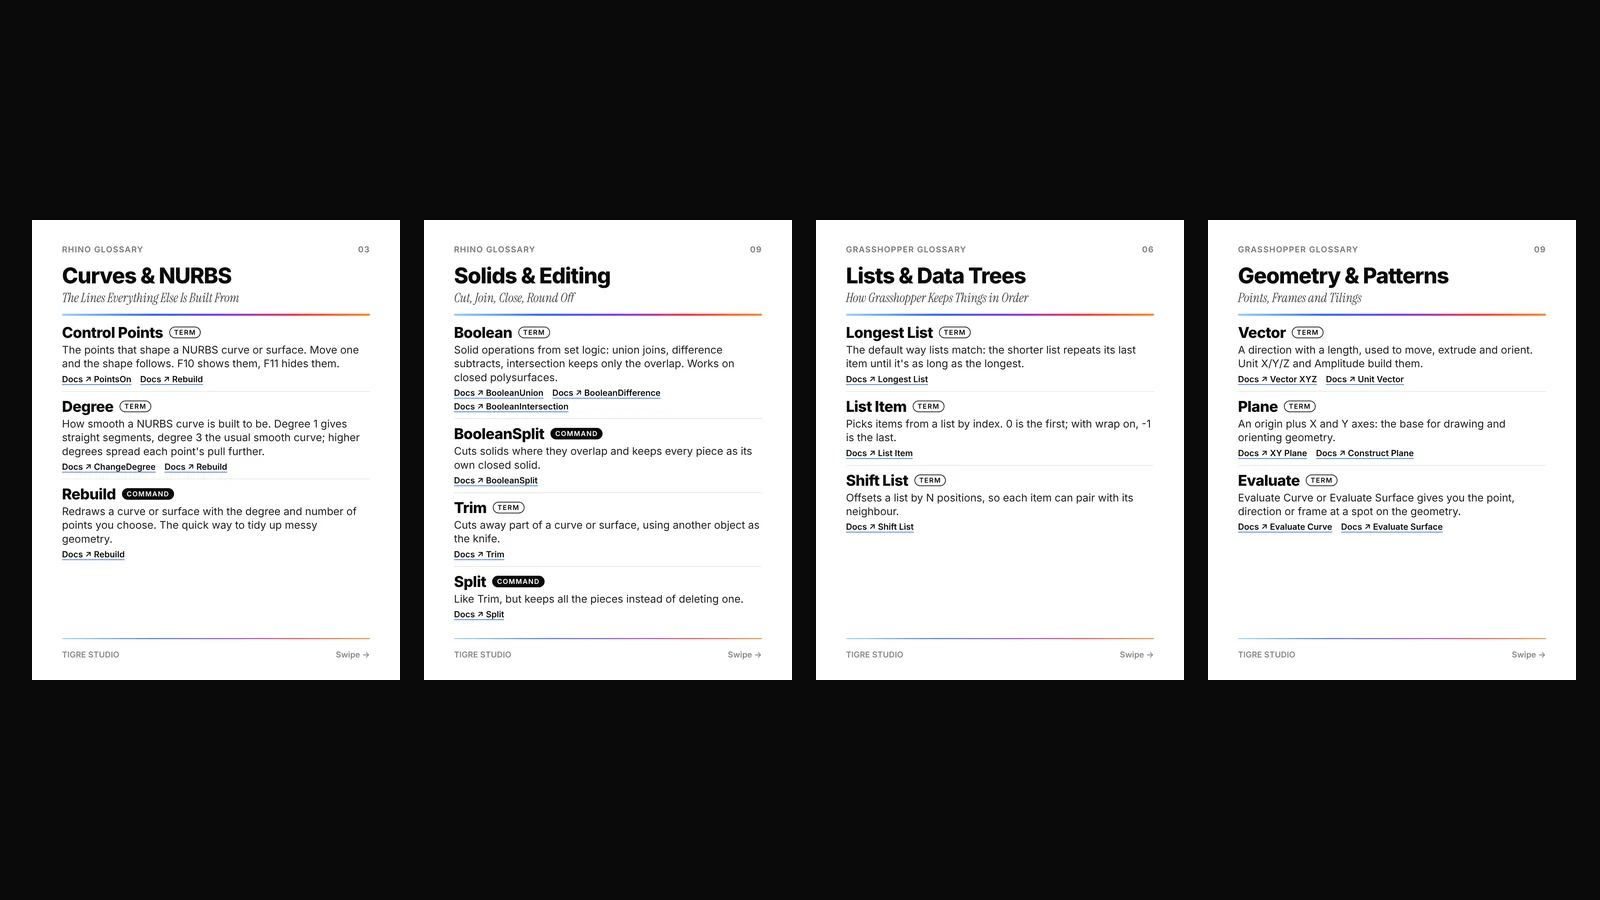 RHINO GLOSSARY 03
Curves & NURBS
The Lines Everything Else Is Built From
Control Points TERM
The points that shape a NURBS curve or surface. Move one
and the shape follows. F10 shows them, F11 hides them.
Docs ↗ PointsOn Docs ↗ Rebuild
Degree TERM
How smooth a NURBS curve is built to be. Degree 1 gives
straight segments, degree 3 the usual smooth curve; higher
degrees spread each point's pull further.
Docs ↗ ChangeDegree Docs ↗ Rebuild
Rebuild COMMAND
Redraws a curve or surface with the degree and number of
points you choose. The quick way to tidy up messy
geometry.
Docs ↗ Rebuild
TIGRE STUDIO Swipe →
RHINO GLOSSARY 09
Solids & Editing
Cut, Join, Close, Round Off
Boolean TERM
Solid operations from set logic: union joins, difference
subtracts, intersection keeps only the overlap. Works on
closed polysurfaces.
Docs ↗ BooleanUnion Docs ↗ BooleanDifference
Docs ↗ BooleanIntersection
BooleanSplit COMMAND
Cuts solids where they overlap and keeps every piece as its
own closed solid.
Docs ↗ BooleanSplit
Trim TERM
Cuts away part of a curve or surface, using another object as
the knife.
Docs ↗ Trim
Split COMMAND
Like Trim, but keeps all the pieces instead of deleting one.
Docs ↗ Split
TIGRE STUDIO Swipe →
GRASSHOPPER GLOSSARY 06
Lists & Data Trees
How Grasshopper Keeps Things in Order
Longest List TERM
The default way lists match: the shorter list repeats its last
item until it's as long as the longest.
Docs ↗ Longest List
List Item TERM
Picks items from a list by index. 0 is the first; with wrap on, -1
is the last.
Docs ↗ List Item
Shift List TERM
Offsets a list by N positions, so each item can pair with its
neighbour.
Docs ↗ Shift List
TIGRE STUDIO Swipe →
GRASSHOPPER GLOSSARY 09
Geometry & Patterns
Points, Frames and Tilings
Vector TERM
A direction with a length, used to move, extrude and orient.
Unit X/Y/Z and Amplitude build them.
Docs ↗ Vector XYZ Docs ↗ Unit Vector
Plane TERM
An origin plus X and Y axes: the base for drawing and
orienting geometry.
Docs ↗ XY Plane Docs ↗ Construct Plane
Evaluate TERM
Evaluate Curve or Evaluate Surface gives you the point,
direction or frame at a spot on the geometry.
Docs ↗ Evaluate Curve Docs ↗ Evaluate Surface
TIGRE STUDIO Swipe →